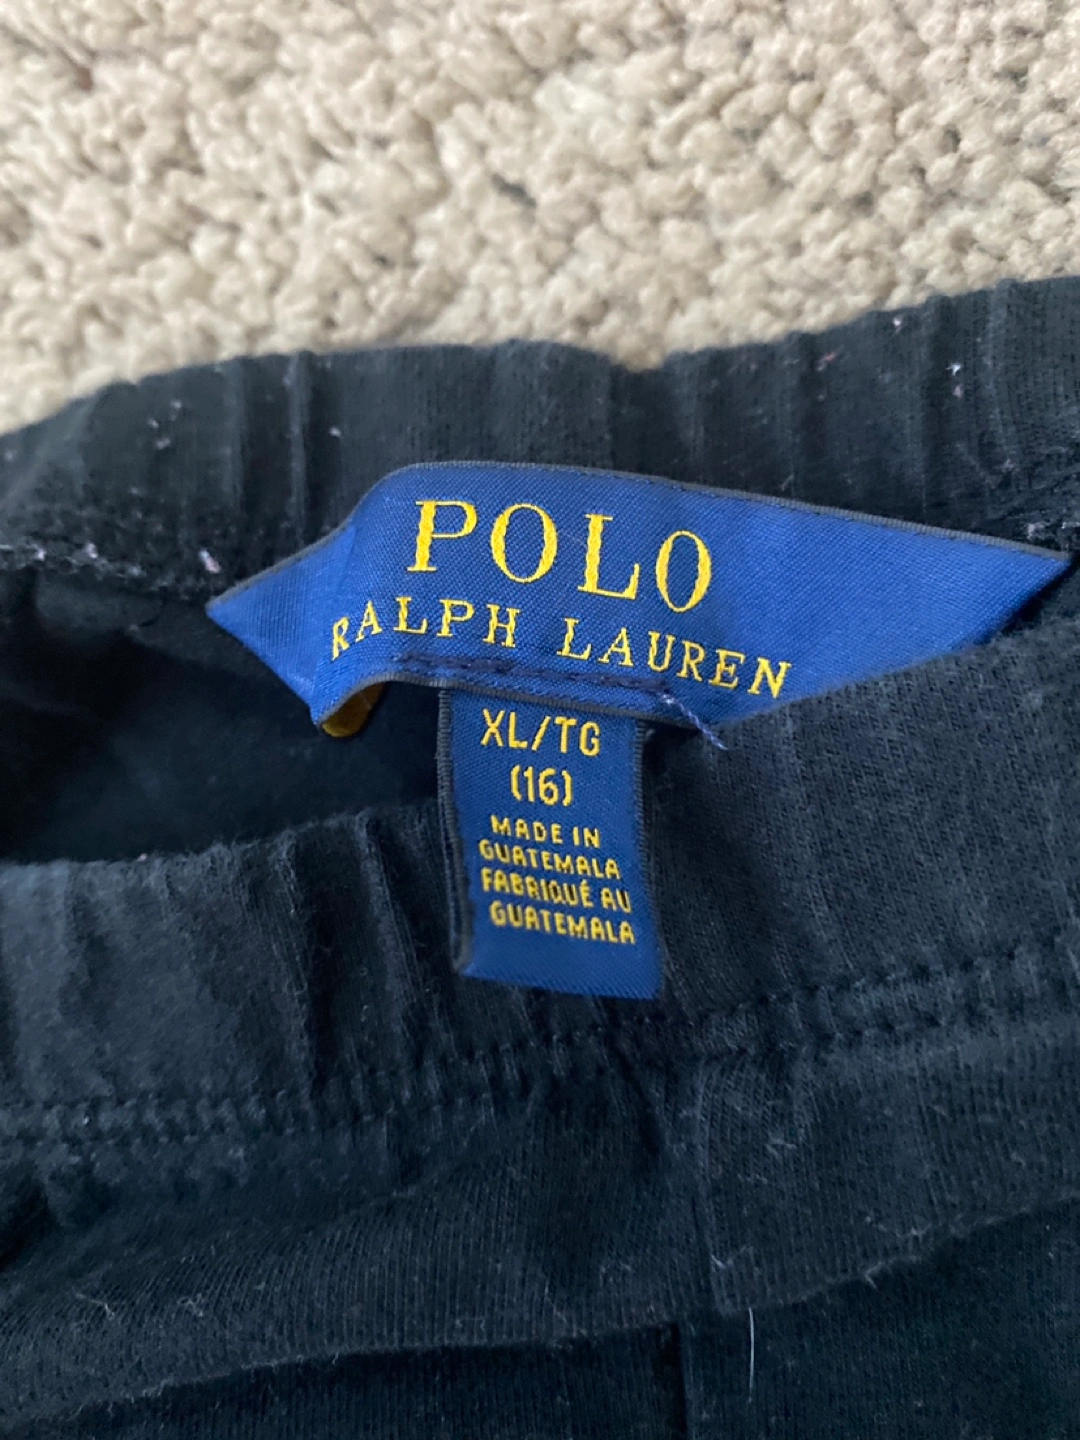 POLO
RALPH LAUREN
XL/TG
(16)
MADE IN
GUATEMALA
FABRIQUÉ AU
GUATEMALA